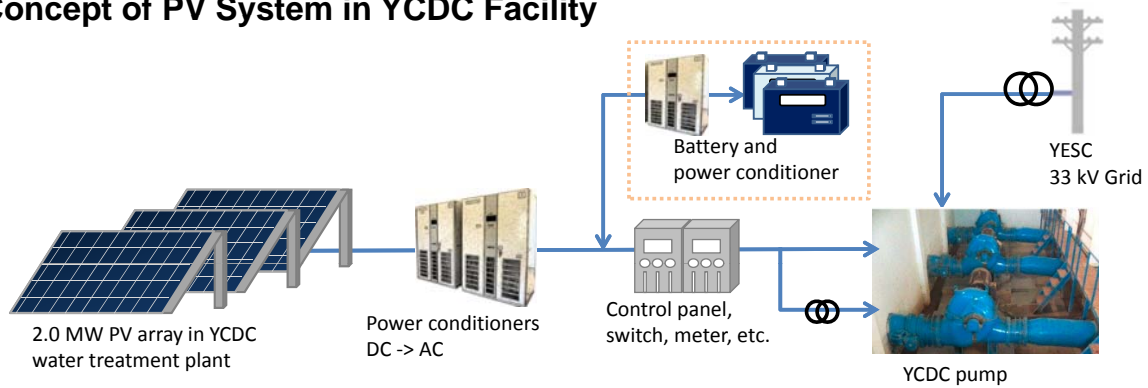 Concept of PV System in YCDC Facility
Battery and
power conditioner
YESC
33 kV Grid
2.0 MW PV array in YCDC
water treatment plant
Power conditioners
DC -> AC
Control panel,
switch, meter, etc.
YCDC pump